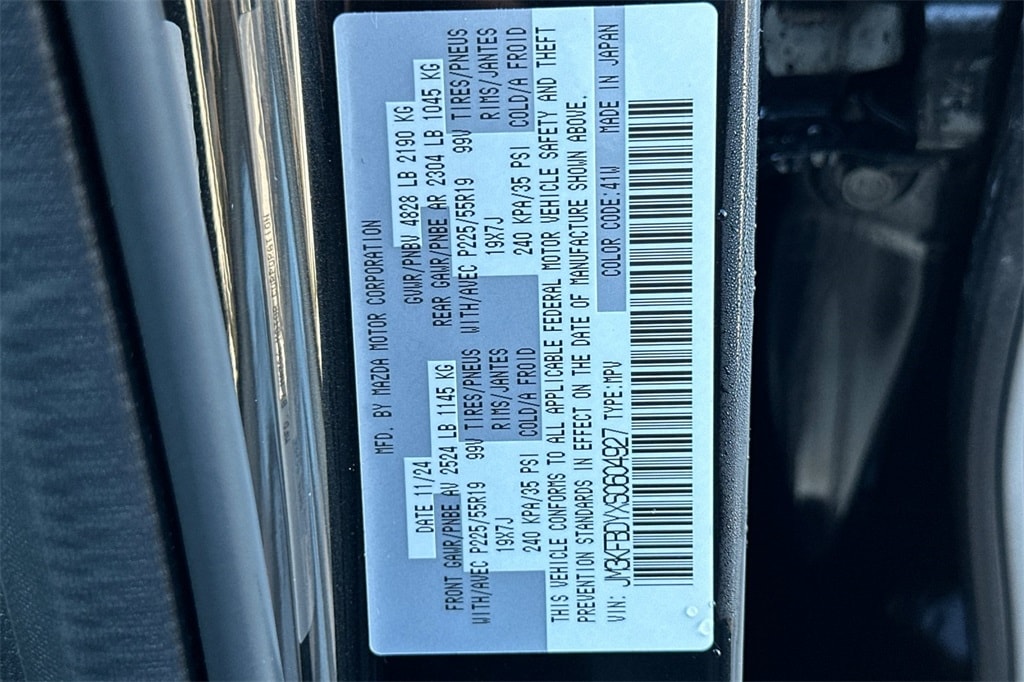 MFD. BY MAZDA MOTOR CORPORATION
DATE 11/24 GVWR/PNBV 4828 LB 2190 KG
FRONT GAWR/PNBE AV 2524 LB 1145 KG REAR GAWR/PNBE AR 2304 LB 1045 KG
WITH/AVEC P225/55R19 99V TIRES/PNEUS WITH/AVEC P225/55R19 99V TIRES/PNEUS
19X7J RIMS/JANTES 19X7J RIMS/JANTES
240 KPA/35 PSI COLD/A FROID 240 KPA/35 PSI COLD/A FROID
THIS VEHICLE CONFORMS TO ALL APPLICABLE FEDERAL MOTOR VEHICLE SAFETY AND THEFT
PREVENTION STANDARDS IN EFFECT ON THE DATE OF MANUFACTURE SHOWN ABOVE.
VIN: JM3KFBDYXS0604927 TYPE:MPV COLOR CODE:41W MADE IN JAPAN